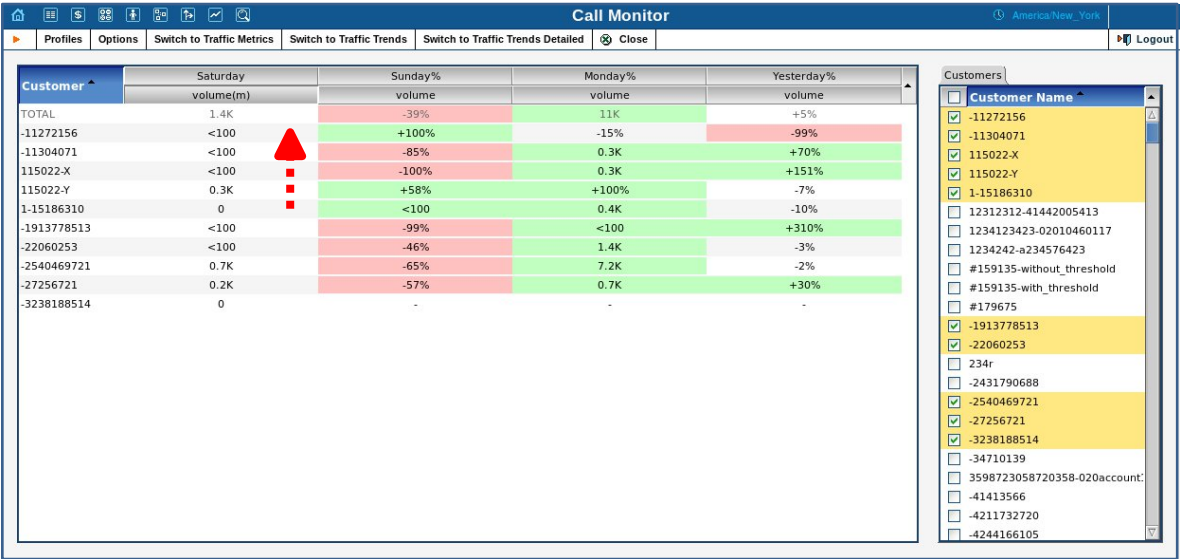 Call Monitor America/New_York
Profiles Options Switch to Traffic Metrics Switch to Traffic Trends Switch to Traffic Trends Detailed Close Logout
Customer Saturday Sunday% Monday% Yesterday%
volume(m) volume volume volume
TOTAL 1.4K -39% 11K +5%
-11272156 <100 +100% -15% -99%
-11304071 <100 -85% 0.3K +70%
115022-X <100 -100% 0.3K +151%
115022-Y 0.3K +58% +100% -7%
1-15186310 0 <100 0.4K -10%
-1913778513 <100 -99% <100 +310%
-22060253 <100 -46% 1.4K -3%
-2540469721 0.7K -65% 7.2K -2%
-27256721 0.2K -57% 0.7K +30%
-3238188514 0 - - -
Customers
Customer Name
-11272156
-11304071
115022-X
115022-Y
1-15186310
12312312-41442005413
1234123423-02010460117
1234242-a234576423
#159135-without_threshold
#159135-with_threshold
#179675
-1913778513
-22060253
234r
-2431790688
-2540469721
-27256721
-3238188514
-34710139
3598723058720358-020account
-41413566
-4211732720
-4244166105